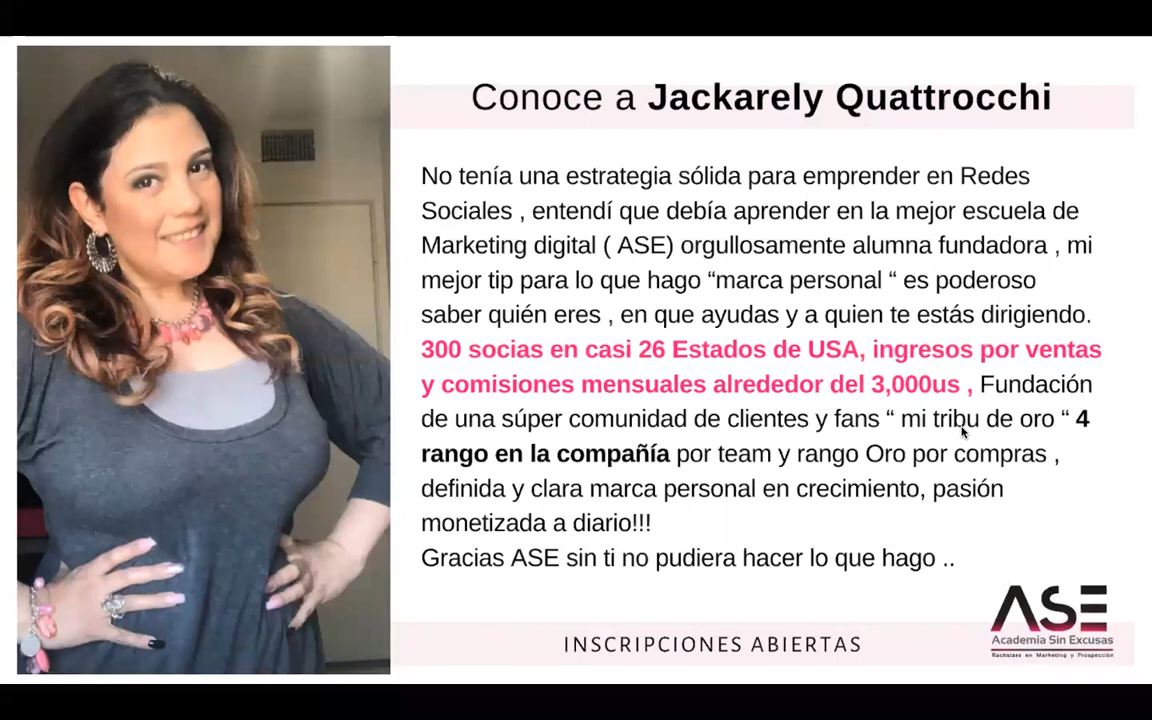 Conoce a Jackarely Quattrocchi
No tenía una estrategia sólida para emprender en Redes
Sociales , entendí que debía aprender en la mejor escuela de
Marketing digital ( ASE) orgullosamente alumna fundadora , mi
mejor tip para lo que hago “marca personal “ es poderoso
saber quién eres , en que ayudas y a quien te estás dirigiendo.
300 socias en casi 26 Estados de USA, ingresos por ventas
y comisiones mensuales alrededor del 3,000us , Fundación
de una súper comunidad de clientes y fans “ mi tribu de oro “ 4
rango en la compañía por team y rango Oro por compras ,
definida y clara marca personal en crecimiento, pasión
monetizada a diario!!!
Gracias ASE sin ti no pudiera hacer lo que hago ..
INSCRIPCIONES ABIERTAS
ASE
Academia Sin Excusas
Rockstars en Marketing y Prospección